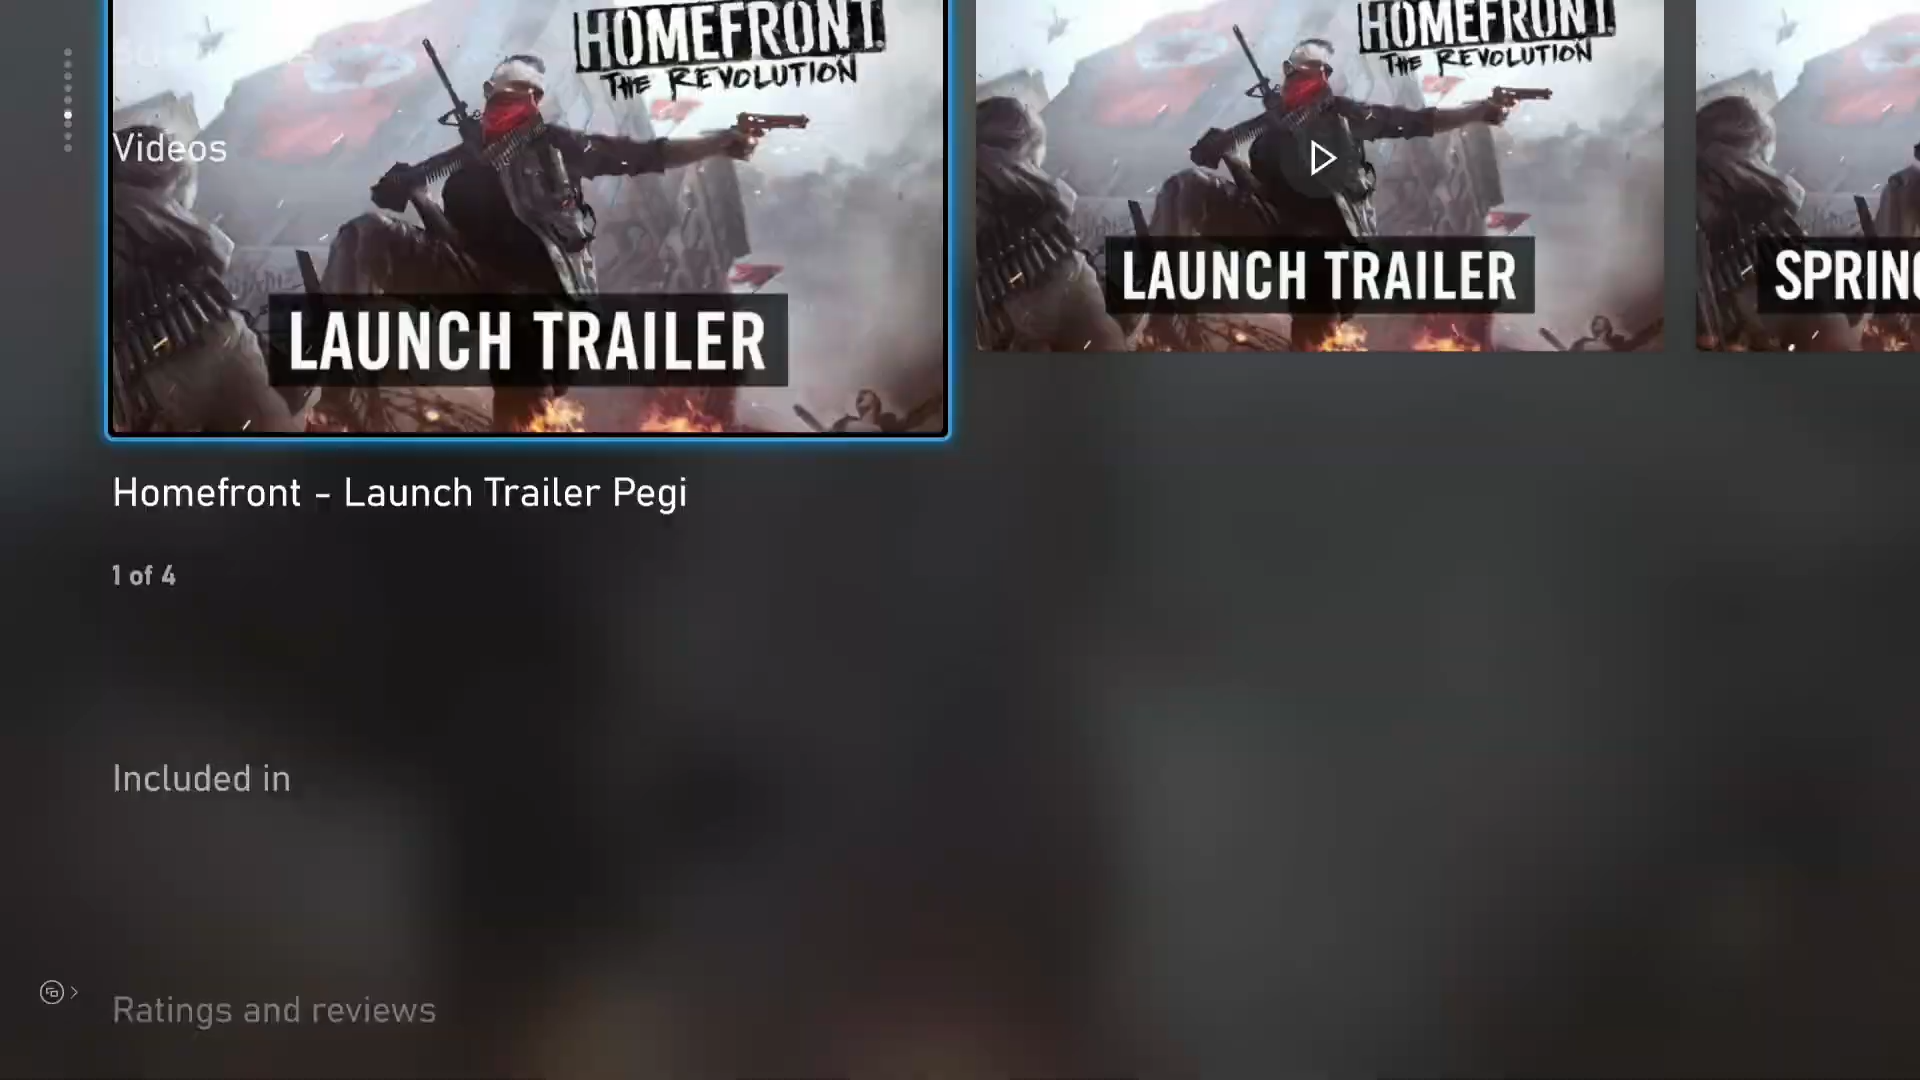 HOMEFRONT
THE REVOLUTION
HOMEFRONT
THE REVOLUTION
Videos
LAUNCH TRAILER
LAUNCH TRAILER
SPRING
Homefront - Launch Trailer Pegi
1 of 4
Included in
Ratings and reviews